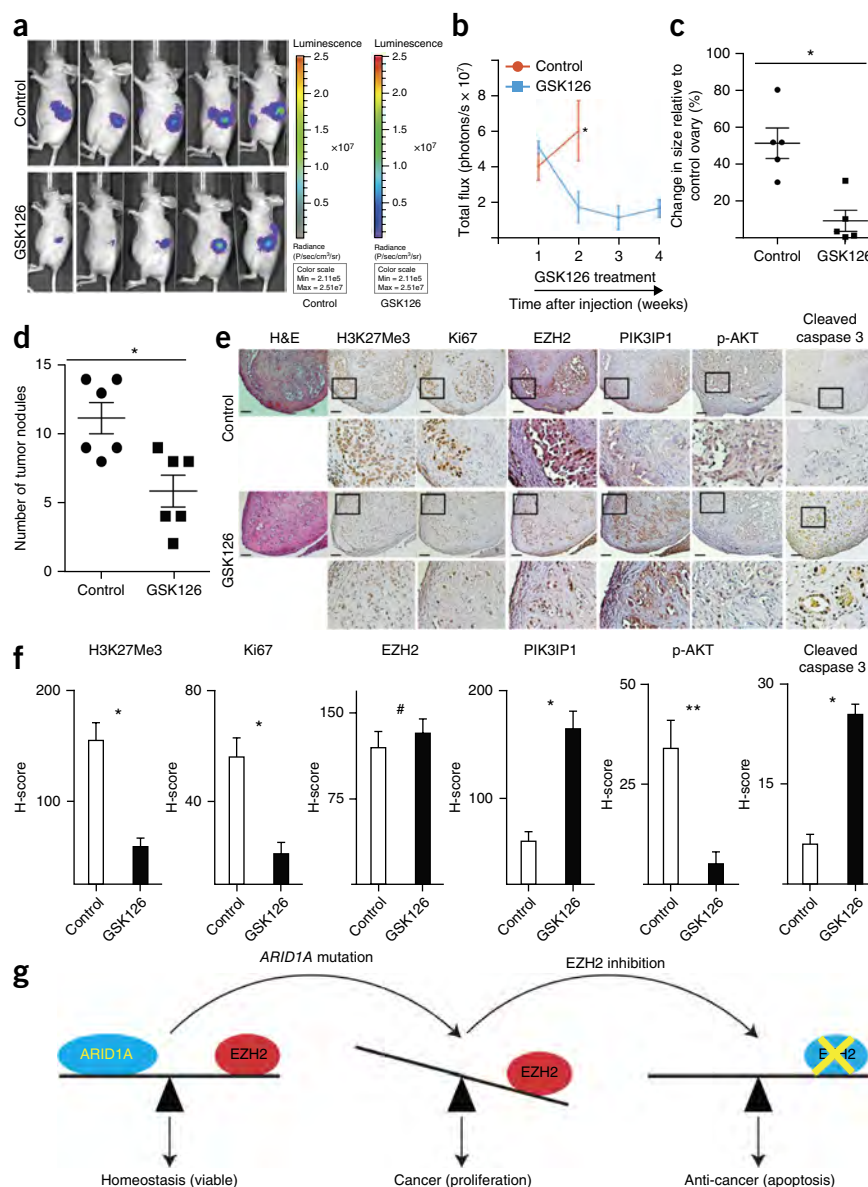 a
Luminescence
Luminescence
2.5
2.0
1.5
1.0
0.5
×10⁷
2.5
2.0
1.5
1.0
0.5
×10⁷
Control
GSK126
Radiance
(P/sec/cm³/sr)
Color scale
Min = 2.11e5
Max = 2.51e7
Control
Radiance
(P/sec/cm³/sr)
Color scale
Min = 2.11e5
Max = 2.51e7
GSK126
b
Control
GSK126
Total flux (photons/s × 10⁷)
8
6
4
2
*
1 2 3 4
GSK126 treatment
Time after injection (weeks)
c
Change in size relative to
control ovary (%)
100
80
60
40
20
0
*
Control GSK126
d
Number of tumor nodules
15
10
5
0
*
Control GSK126
e
H&E H3K27Me3 Ki67 EZH2 PIK3IP1 p-AKT Cleaved
caspase 3
Control
GSK126
f
H3K27Me3
H-score
200
100
*
Control GSK126
Ki67
H-score
80
40
*
Control GSK126
EZH2
H-score
150
75
#
Control GSK126
PIK3IP1
H-score
200
100
*
Control GSK126
p-AKT
H-score
50
25
**
Control GSK126
Cleaved
caspase 3
H-score
30
15
*
Control GSK126
g
ARID1A mutation
EZH2 inhibition
ARID1A EZH2
EZH2
EZH2
Homeostasis (viable) Cancer (proliferation) Anti-cancer (apoptosis)